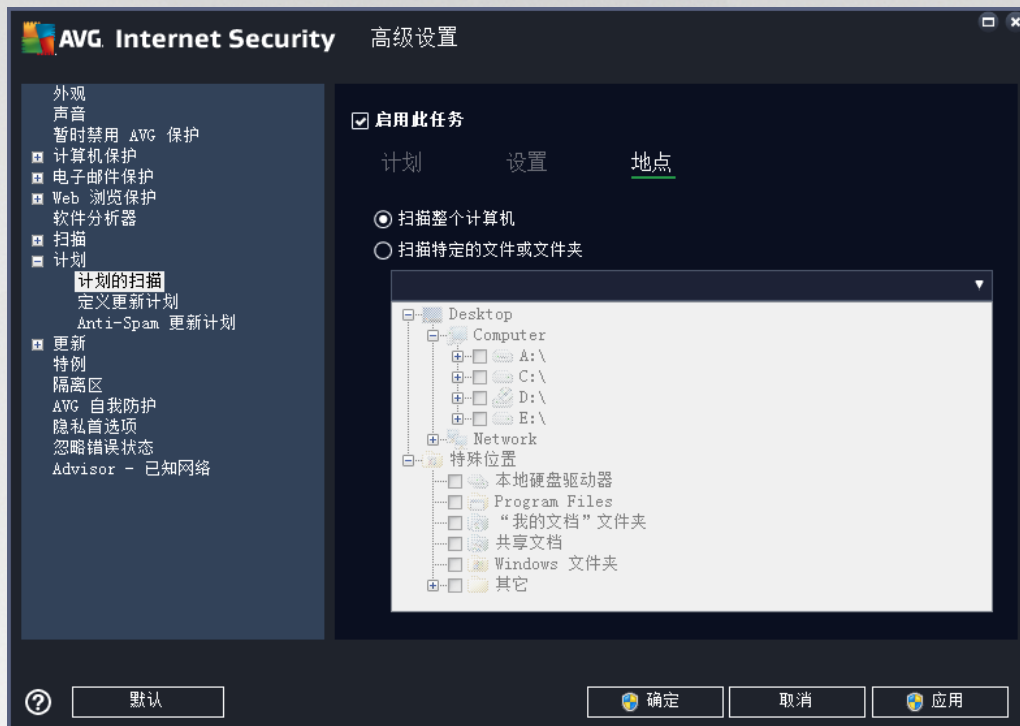 AVG Internet Security 高级设置
外观
声音
暂时禁用 AVG 保护
计算机保护
电子邮件保护
Web 浏览保护
软件分析器
扫描
计划
计划的扫描
定义更新计划
Anti-Spam 更新计划
更新
特例
隔离区
AVG 自我防护
隐私首选项
忽略错误状态
Advisor - 已知网络
启用此任务
计划 设置 地点
扫描整个计算机
扫描特定的文件或文件夹
Desktop
Computer
A:\
C:\
D:\
E:\
Network
特殊位置
本地硬盘驱动器
Program Files
“我的文档”文件夹
共享文档
Windows 文件夹
其它
默认 确定 取消 应用